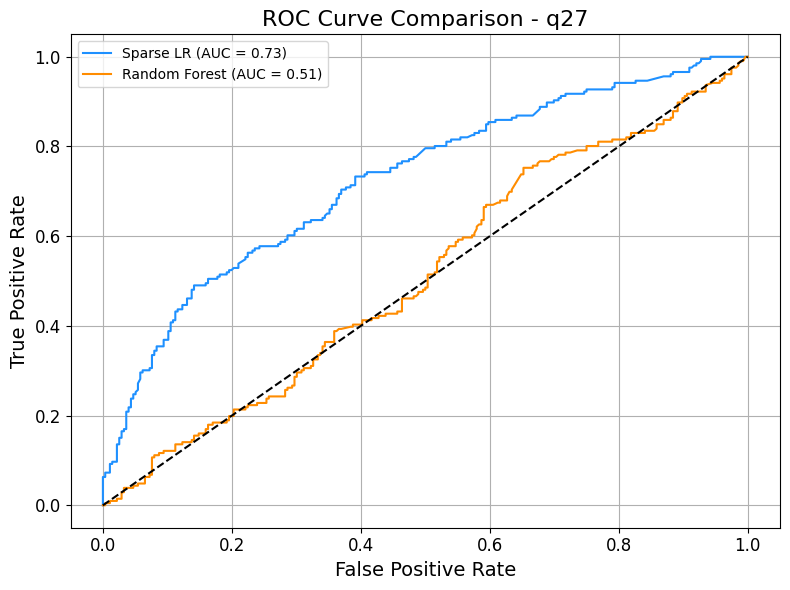 ROC Curve Comparison - q27
Sparse LR (AUC = 0.73)
Random Forest (AUC = 0.51)
True Positive Rate
1.0
0.8
0.6
0.4
0.2
0.0
0.0 0.2 0.4 0.6 0.8 1.0
False Positive Rate